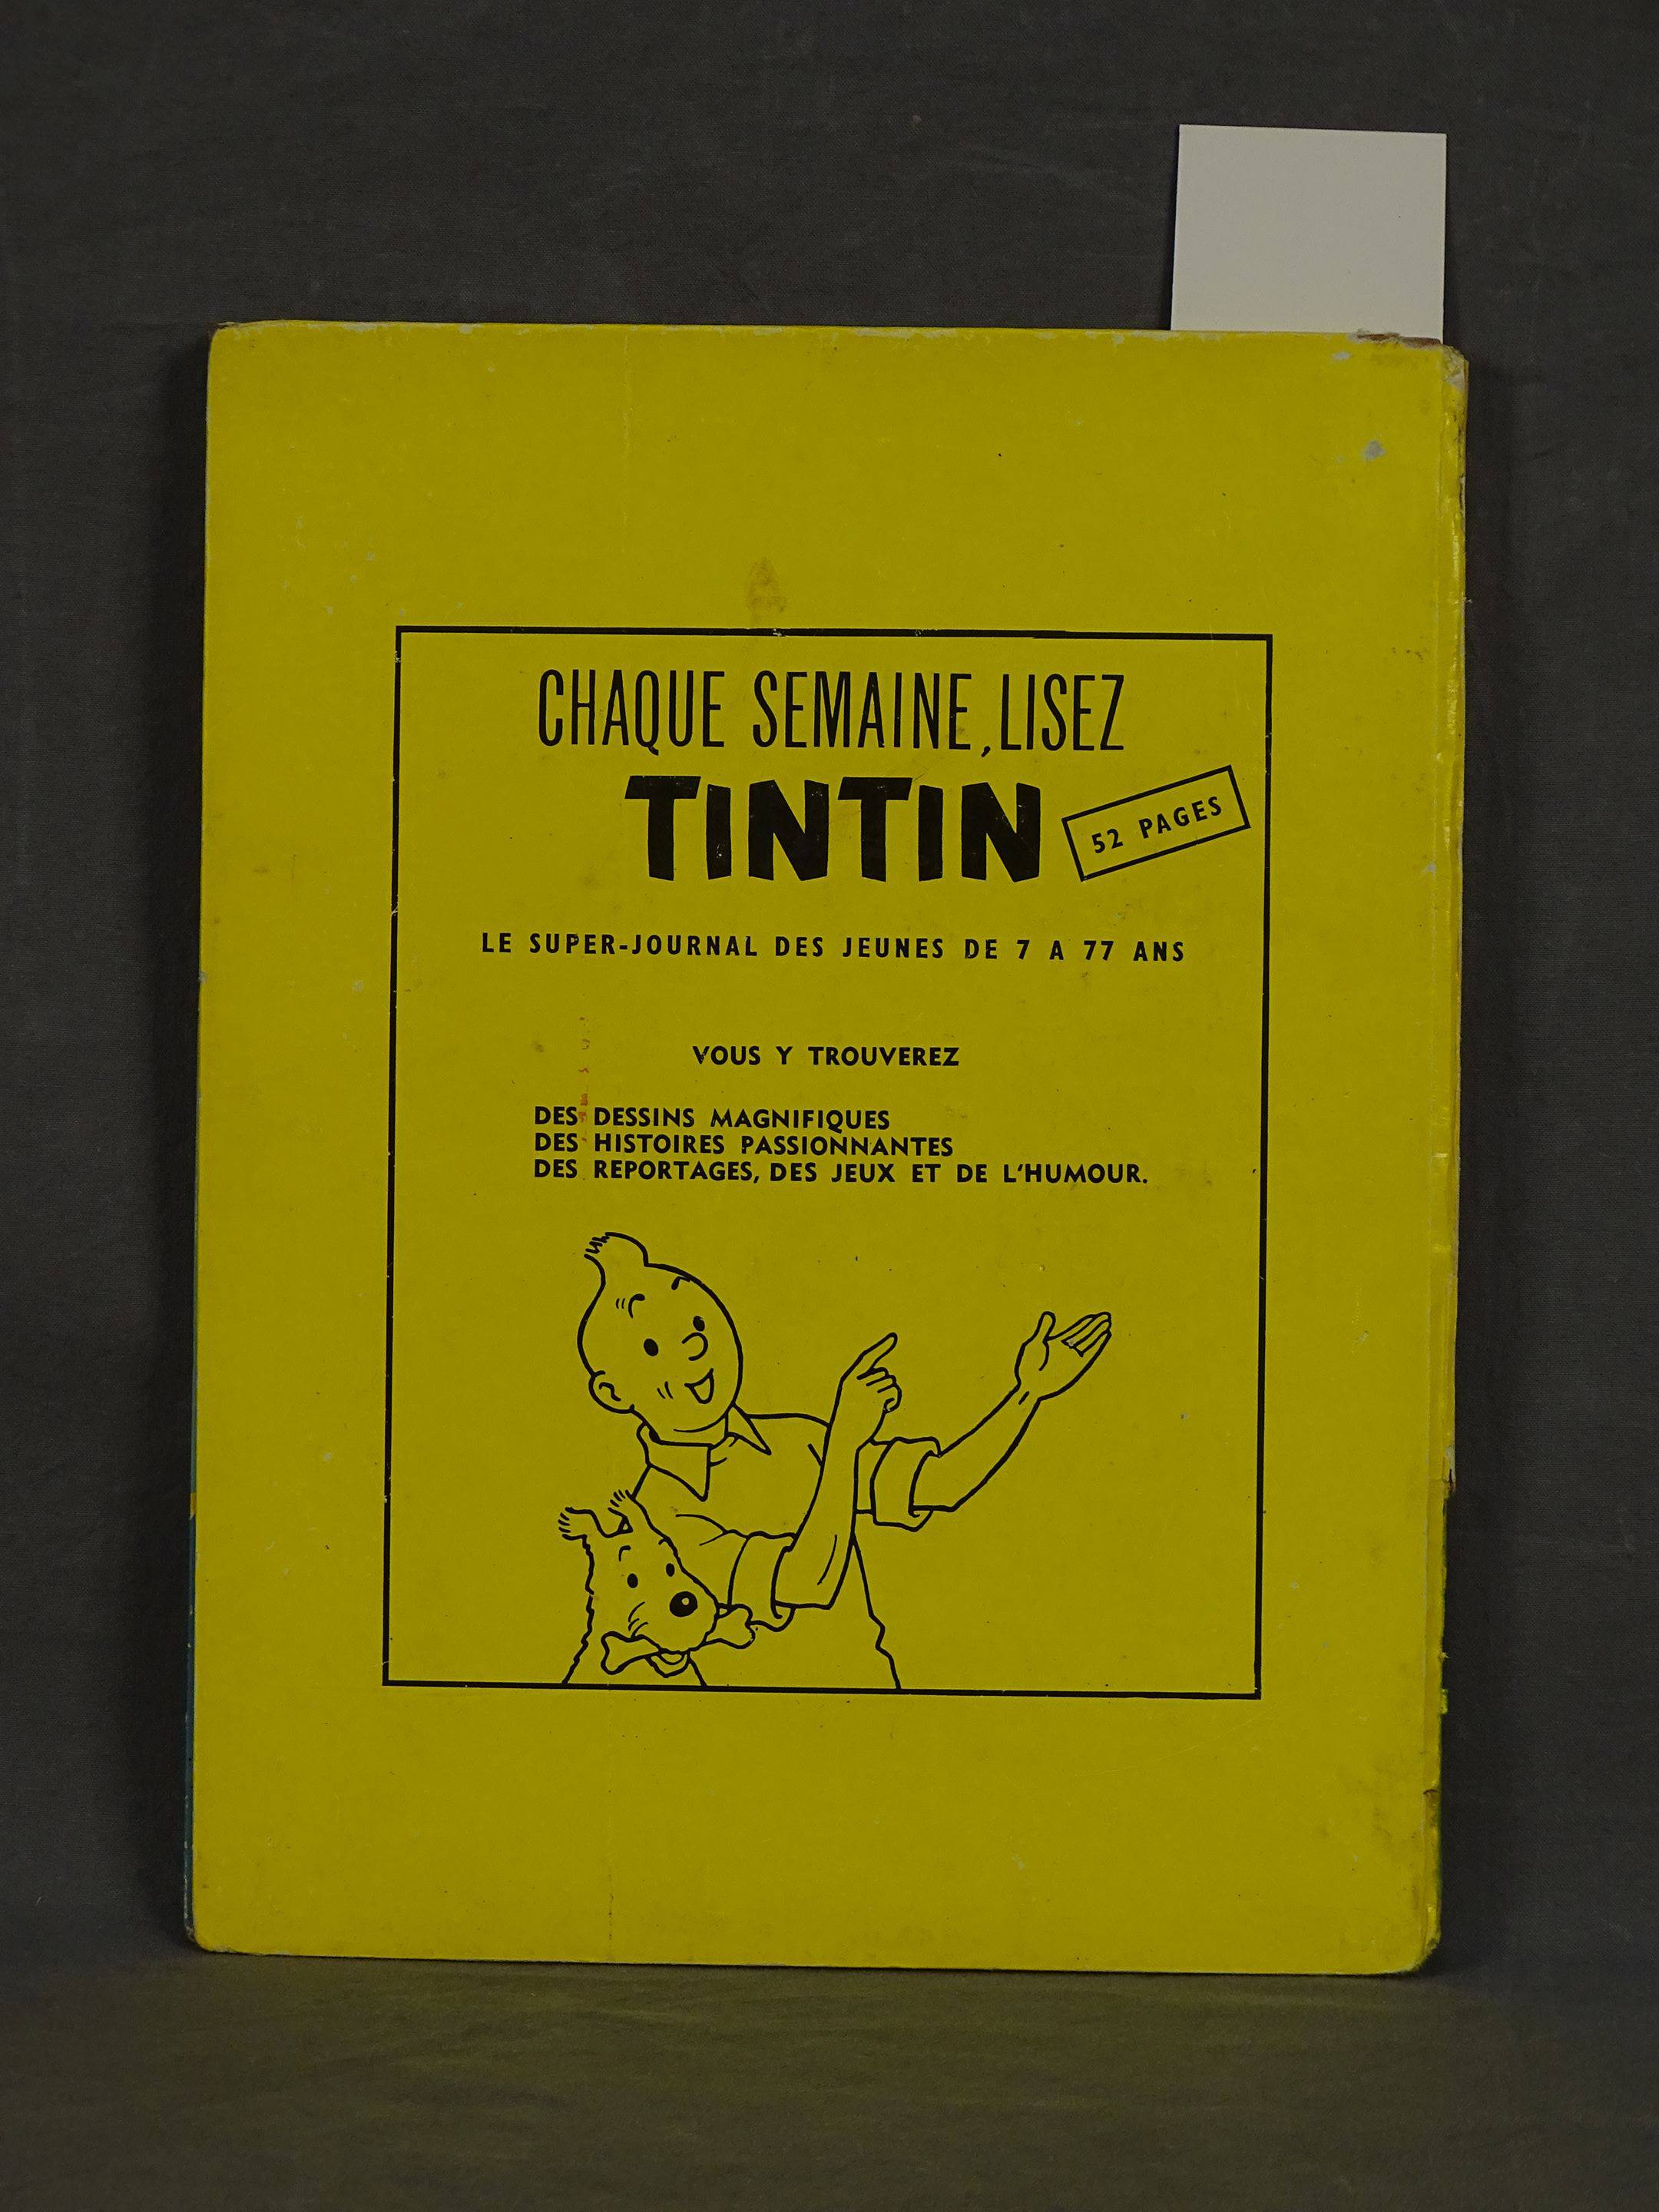 CHAQUE SEMAINE, LISEZ
TINTIN
52 PAGES
LE SUPER-JOURNAL DES JEUNES DE 7 A 77 ANS
VOUS Y TROUVEREZ
DES DESSINS MAGNIFIQUES
DES HISTOIRES PASSIONNANTES
DES REPORTAGES, DES JEUX ET DE L'HUMOUR.